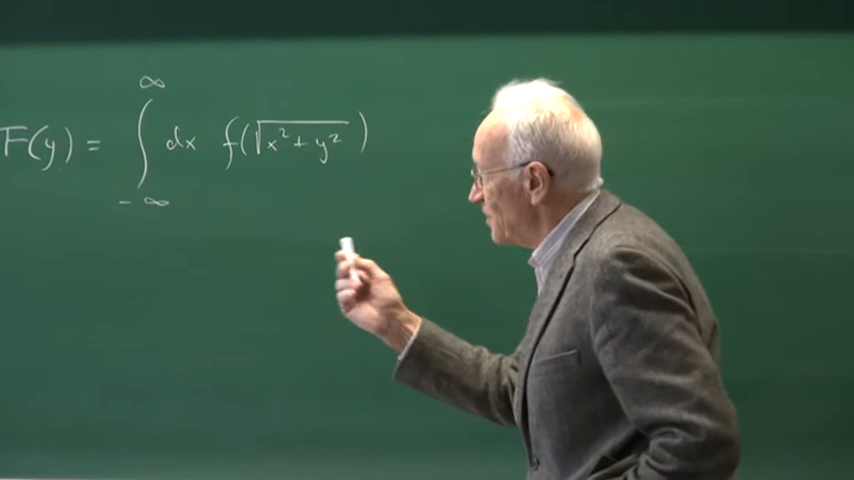 F(y) = ∫_{-∞}^{∞} dx f(√(x² + y²))